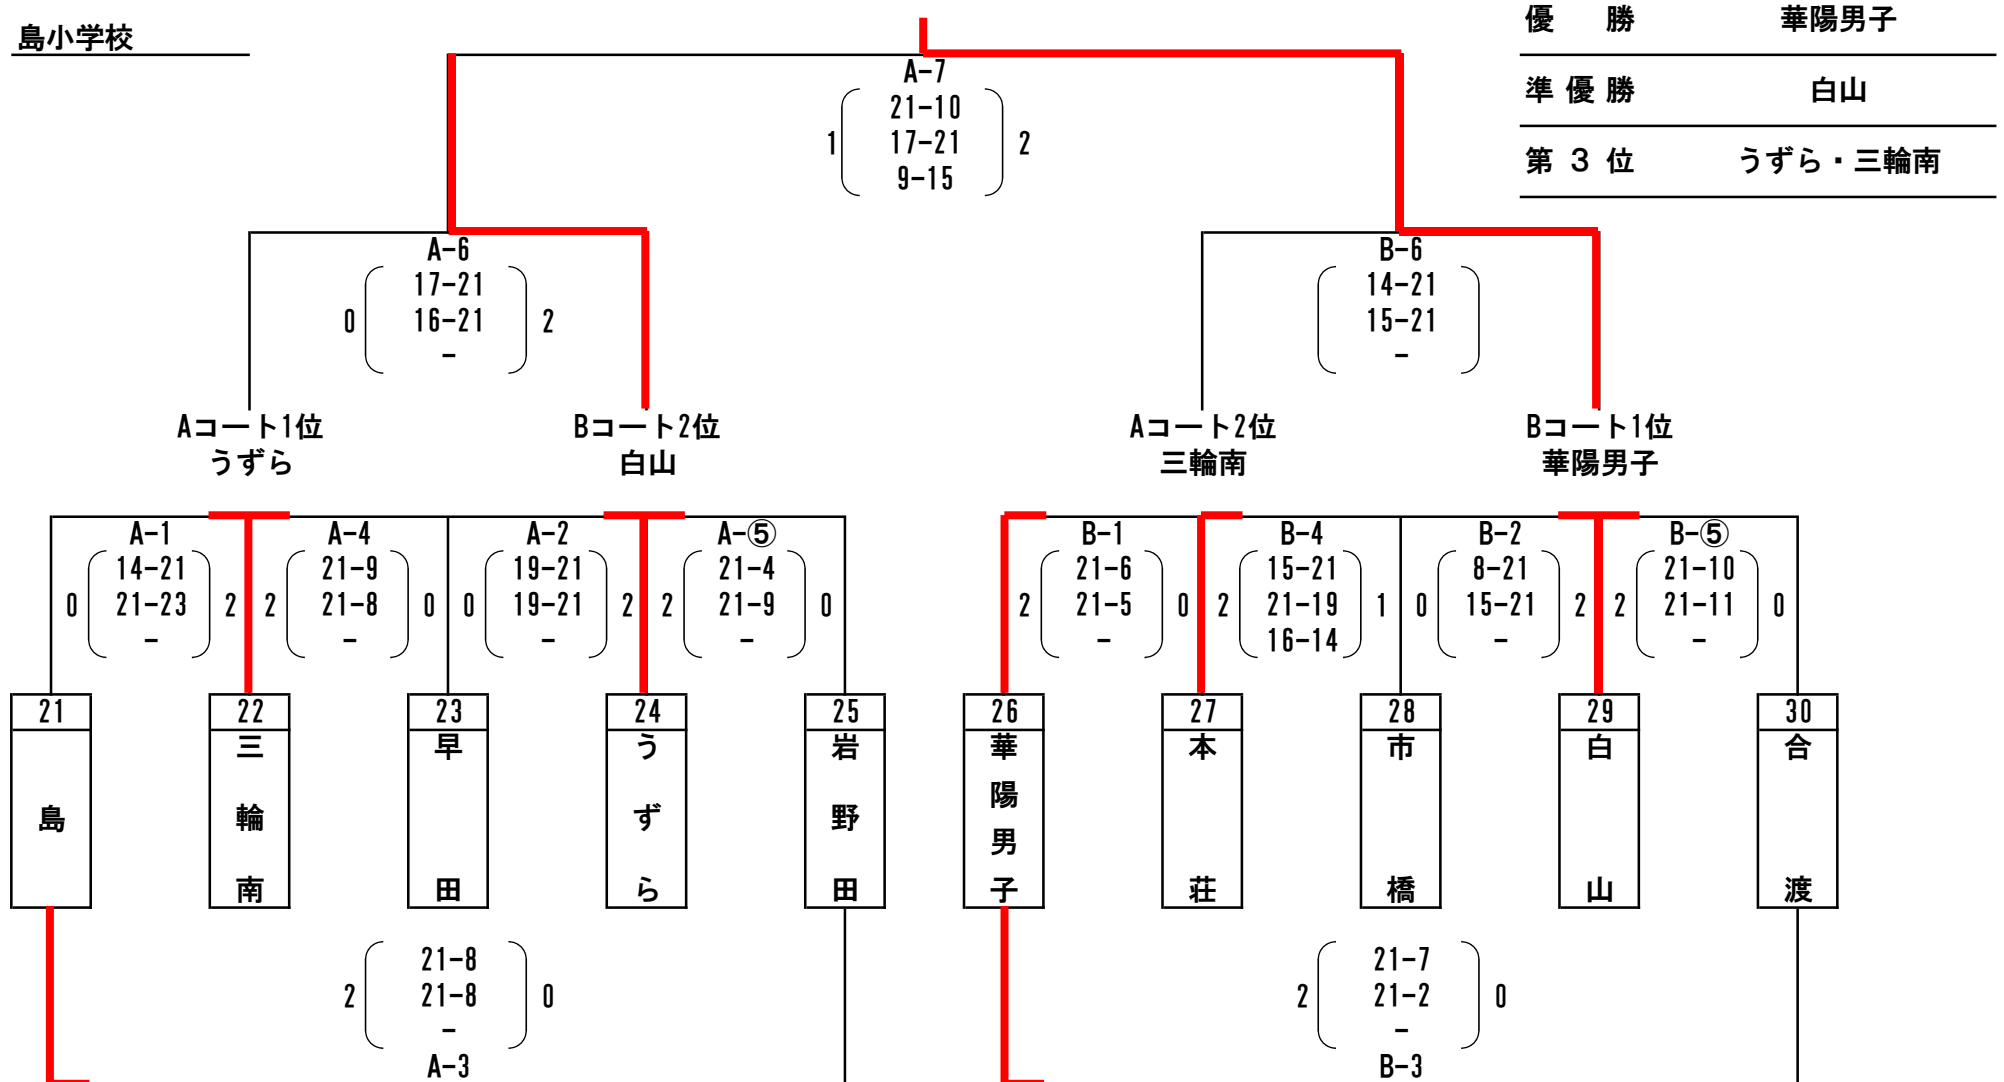 島小学校
優 勝 華陽男子
準優勝 白山
第3位 うずら・三輪南
A-7
21-10
1 17-21 2
9-15
A-6
17-21
0 16-21 2
-
B-6
14-21
15-21
-
Aコート1位
うずら
Bコート2位
白山
Aコート2位
三輪南
Bコート1位
華陽男子
A-1
14-21
0 21-23 2
-
A-4
21-9
2 21-8 0
-
A-2
19-21
0 19-21 2
-
A-⑤
21-4
2 21-9 0
-
B-1
21-6
2 21-5 0
-
B-4
15-21
2 21-19 1
16-14
B-2
8-21
0 15-21 2
-
B-⑤
21-10
2 21-11 0
-
21
島
22
三輪南
23
早田
24
うずら
25
岩野田
26
華陽男子
27
本荘
28
市橋
29
白山
30
合渡
21-8
2 21-8 0
-
A-3
21-7
2 21-2 0
-
B-3